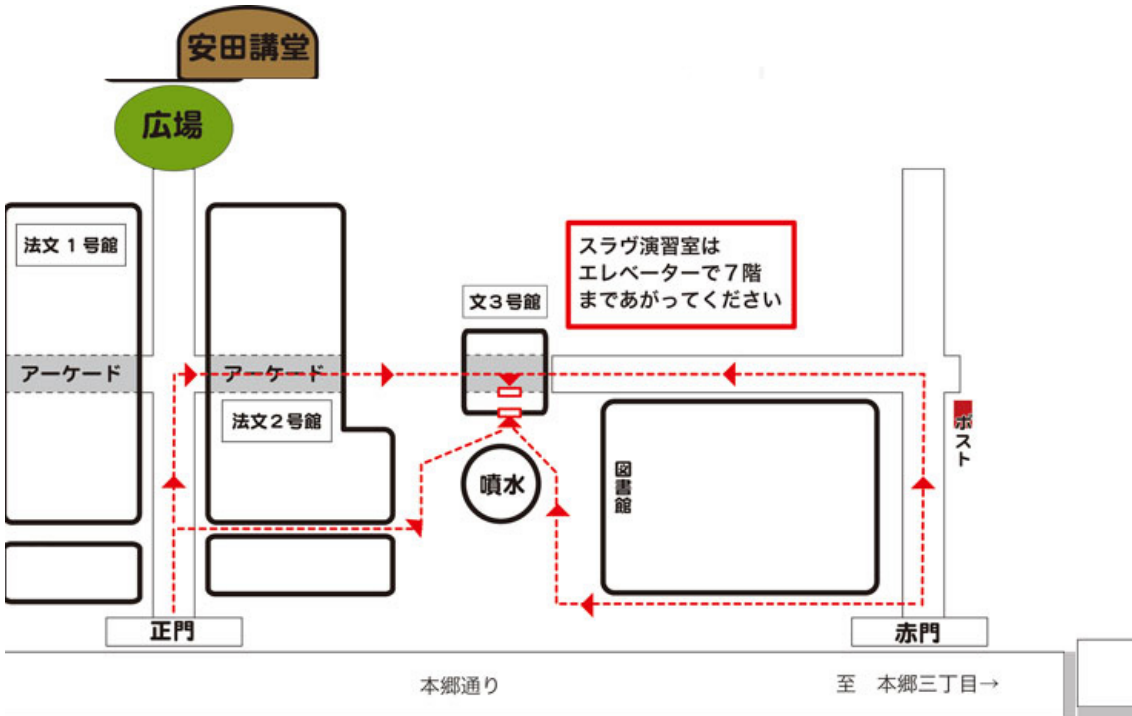 安田講堂
広場
法文１号館
スラヴ演習室は
エレベーターで７階
まであがってください
文３号館
アーケード
アーケード
法文２号館
ポスト
図書館
噴水
正門
赤門
本郷通り
至　本郷三丁目→